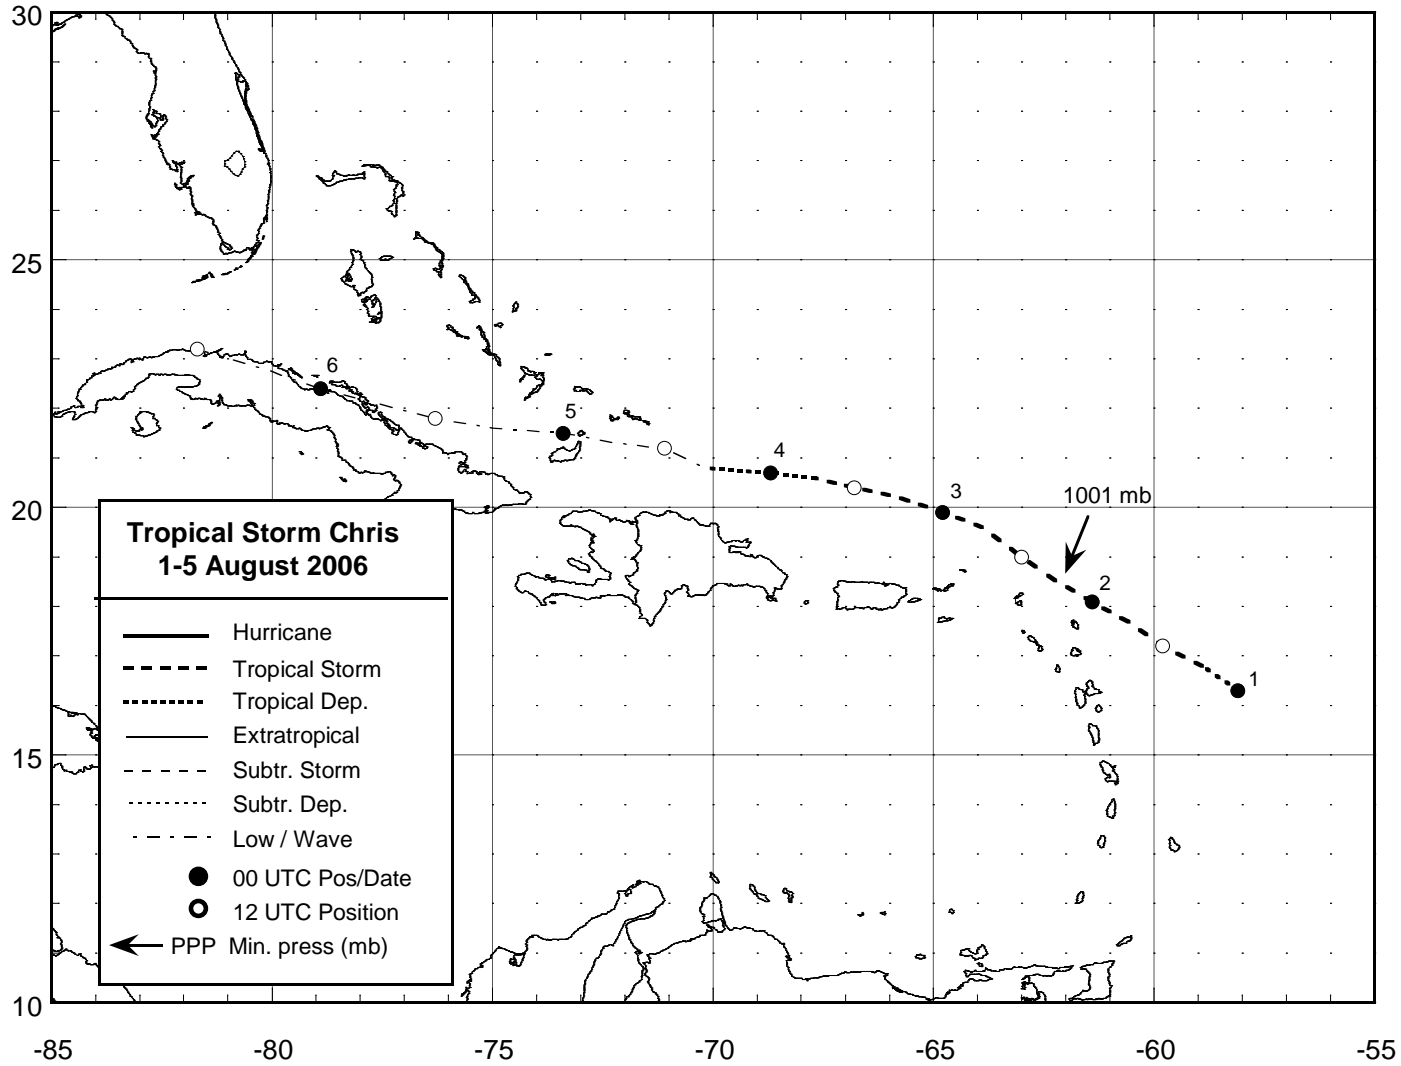 30
25
20
15
10
-85
-80
-75
-70
-65
-60
-55
6
5
4
3
1001 mb
2
1
Tropical Storm Chris
1-5 August 2006
Hurricane
Tropical Storm
Tropical Dep.
Extratropical
Subtr. Storm
Subtr. Dep.
Low / Wave
00 UTC Pos/Date
12 UTC Position
PPP Min. press (mb)